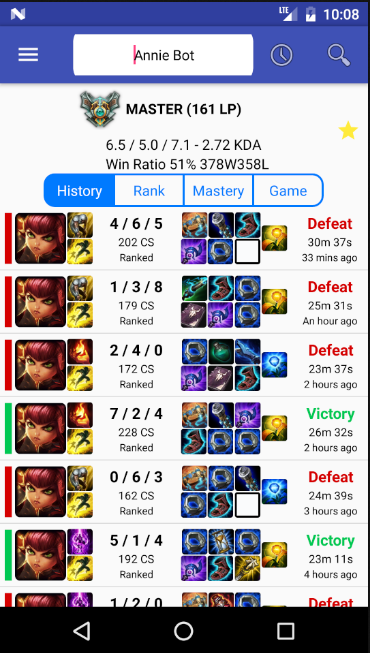 LTE 10:08
Annie Bot
MASTER (161 LP)
6.5 / 5.0 / 7.1 - 2.72 KDA
Win Ratio 51% 378W358L
History Rank Mastery Game
4 / 6 / 5 Defeat
202 CS 30m 37s
Ranked 33 mins ago
1 / 3 / 8 Defeat
179 CS 25m 31s
Ranked An hour ago
2 / 4 / 0 Defeat
172 CS 23m 37s
Ranked 2 hours ago
7 / 2 / 4 Victory
228 CS 26m 32s
Ranked 2 hours ago
0 / 6 / 3 Defeat
162 CS 24m 39s
Ranked 3 hours ago
5 / 1 / 4 Victory
192 CS 23m 11s
Ranked 4 hours ago
1 / 2 / 0 Defeat